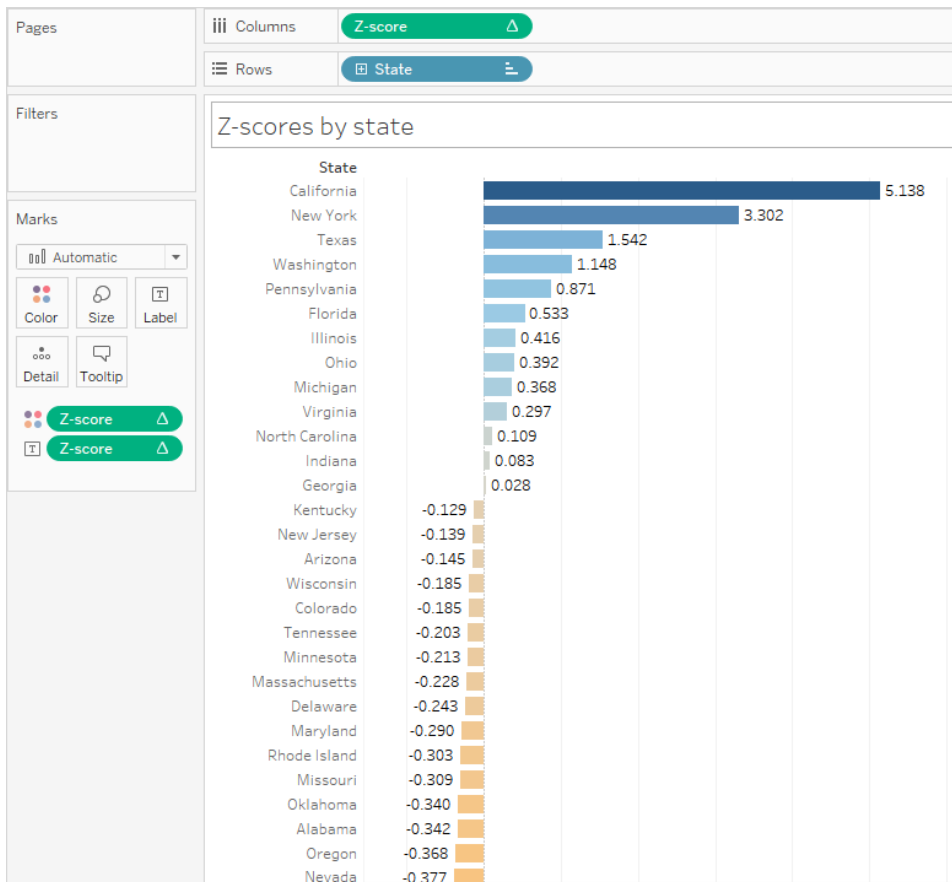 Pages
Columns
Z-score
Rows
State
Filters
Z-scores by state
State
California 5.138
New York 3.302
Marks
Texas 1.542
Automatic
Washington 1.148
Pennsylvania 0.871
Color Size Label
Florida 0.533
Illinois 0.416
Ohio 0.392
Detail Tooltip
Michigan 0.368
Z-score
Virginia 0.297
North Carolina 0.109
T Z-score
Indiana 0.083
Georgia 0.028
Kentucky -0.129
New Jersey -0.139
Arizona -0.145
Wisconsin -0.185
Colorado -0.185
Tennessee -0.203
Minnesota -0.213
Massachusetts -0.228
Delaware -0.243
Maryland -0.290
Rhode Island -0.303
Missouri -0.309
Oklahoma -0.340
Alabama -0.342
Oregon -0.368
Nevada -0.377